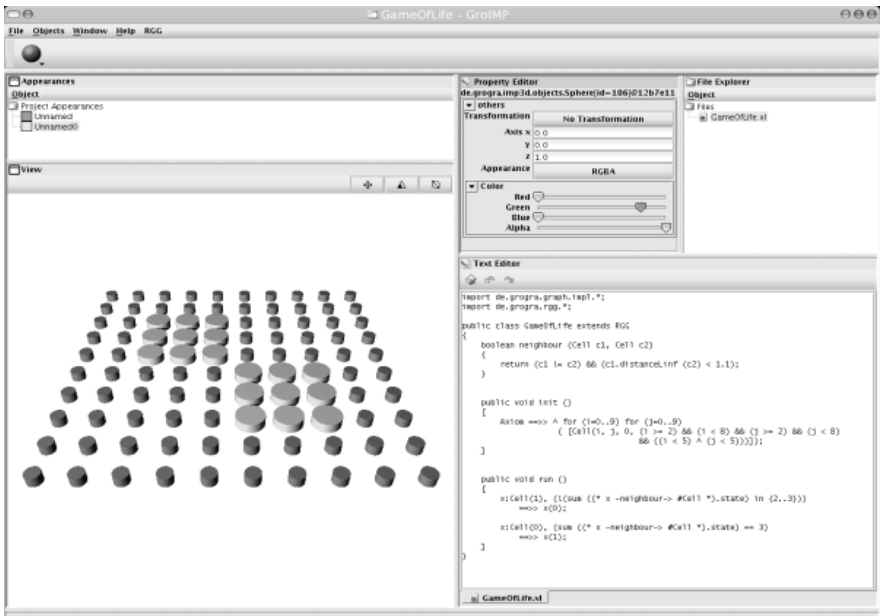 GameOfLife - GroIMP
File Objects Window Help RGG
Appearances
Object
Project Appearances
Unnamed
Unnamed0
View
Property Editor
de.grogra.imp3d.objects.Sphere[id=106]@12b7e11
others
Transformation No Transformation
Axis x 0.0
y 0.0
z 1.0
Appearance RGBA
Color
Red
Green
Blue
Alpha
File Explorer
Object
Files
GameOfLife.xl
Text Editor
import de.grogra.graph.impl.*;
import de.grogra.rgg.*;
public class GameOfLife extends RGG
{
boolean neighbour (Cell c1, Cell c2)
{
return (c1 != c2) && (c1.distanceLinf (c2) < 1.1);
}
public void init ()
[
Axiom ==>> ^ for (i=0..9) for (j=0..9)
( [Cell(i, j, 0, (i >= 2) && (i < 8) && (j >= 2) && (j < 8)
&& ((i < 5) ^ (j < 5)))]);
]
public void run ()
[
x:Cell(1), (!(sum ((* x -neighbour-> #Cell *).state) in {2..3}))
==>> x(0);
x:Cell(0), (sum ((* x -neighbour-> #Cell *).state) == 3)
==>> x(1);
]
}
GameOfLife.xl